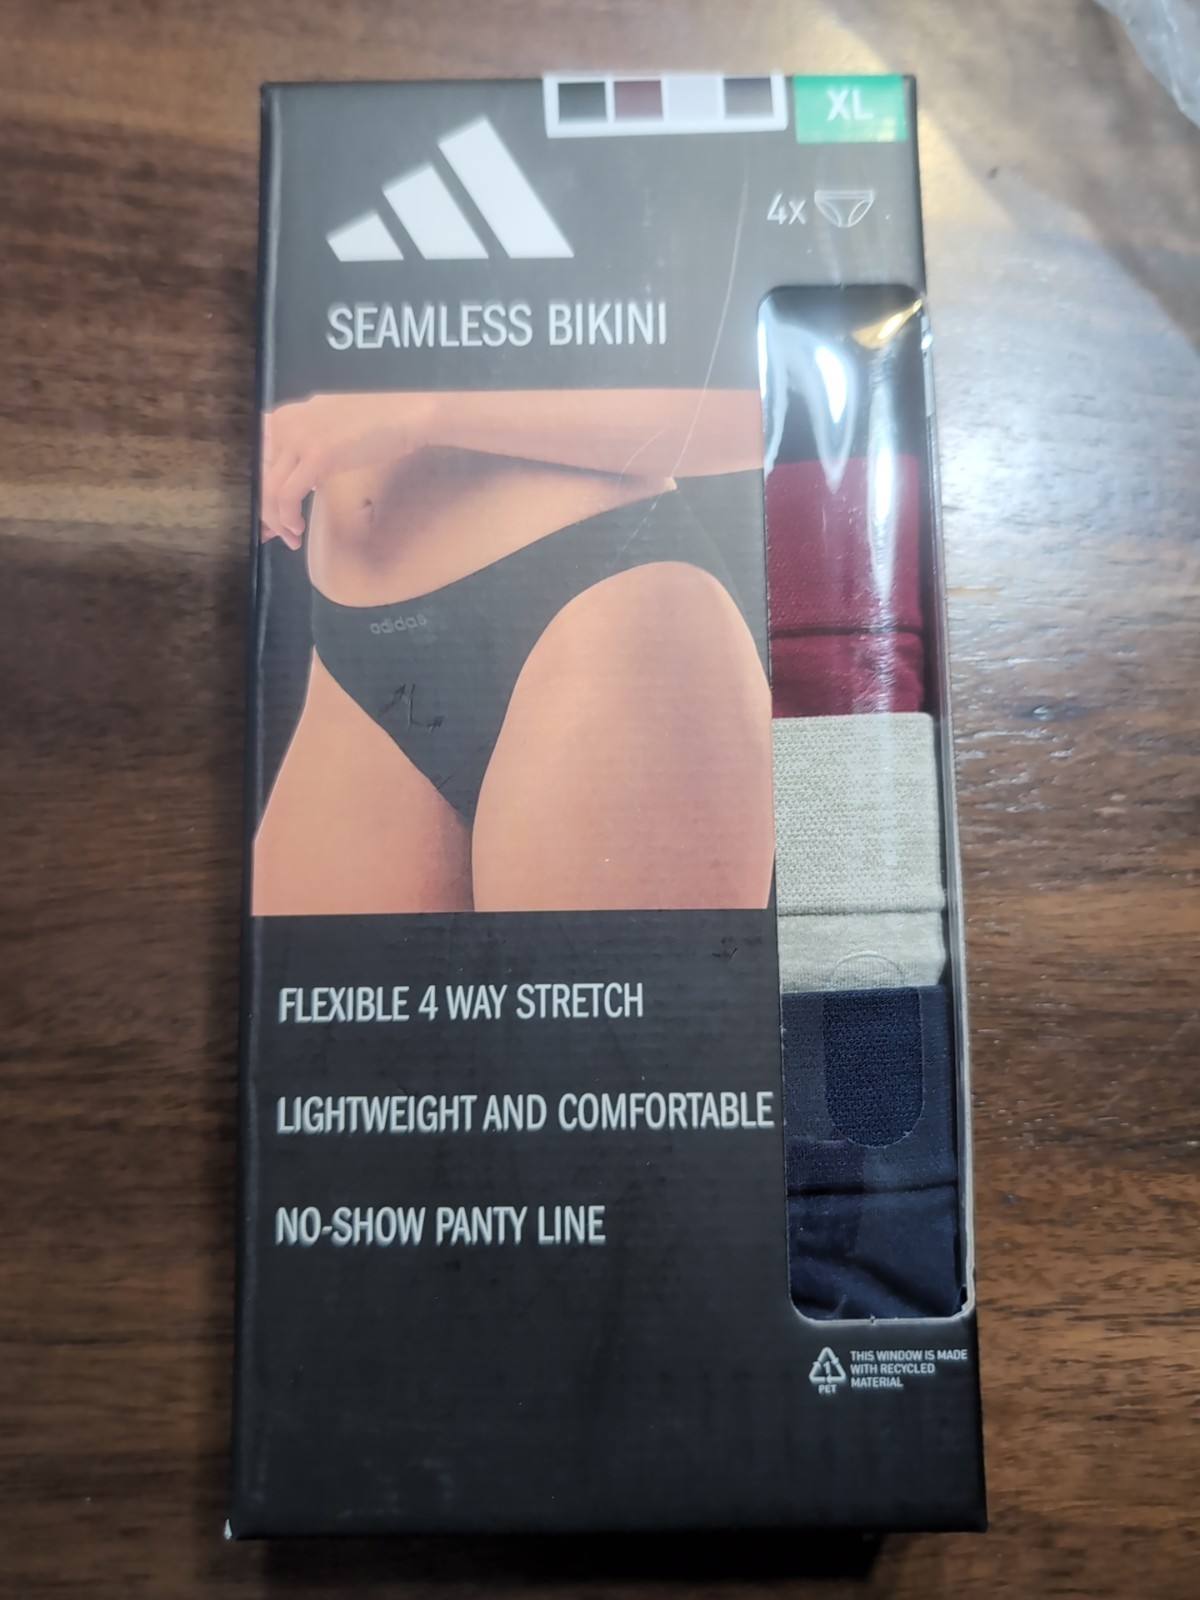 XL
4x
SEAMLESS BIKINI
adidas
FLEXIBLE 4 WAY STRETCH
LIGHTWEIGHT AND COMFORTABLE
NO-SHOW PANTY LINE
1
PET
THIS WINDOW IS MADE
WITH RECYCLED
MATERIAL